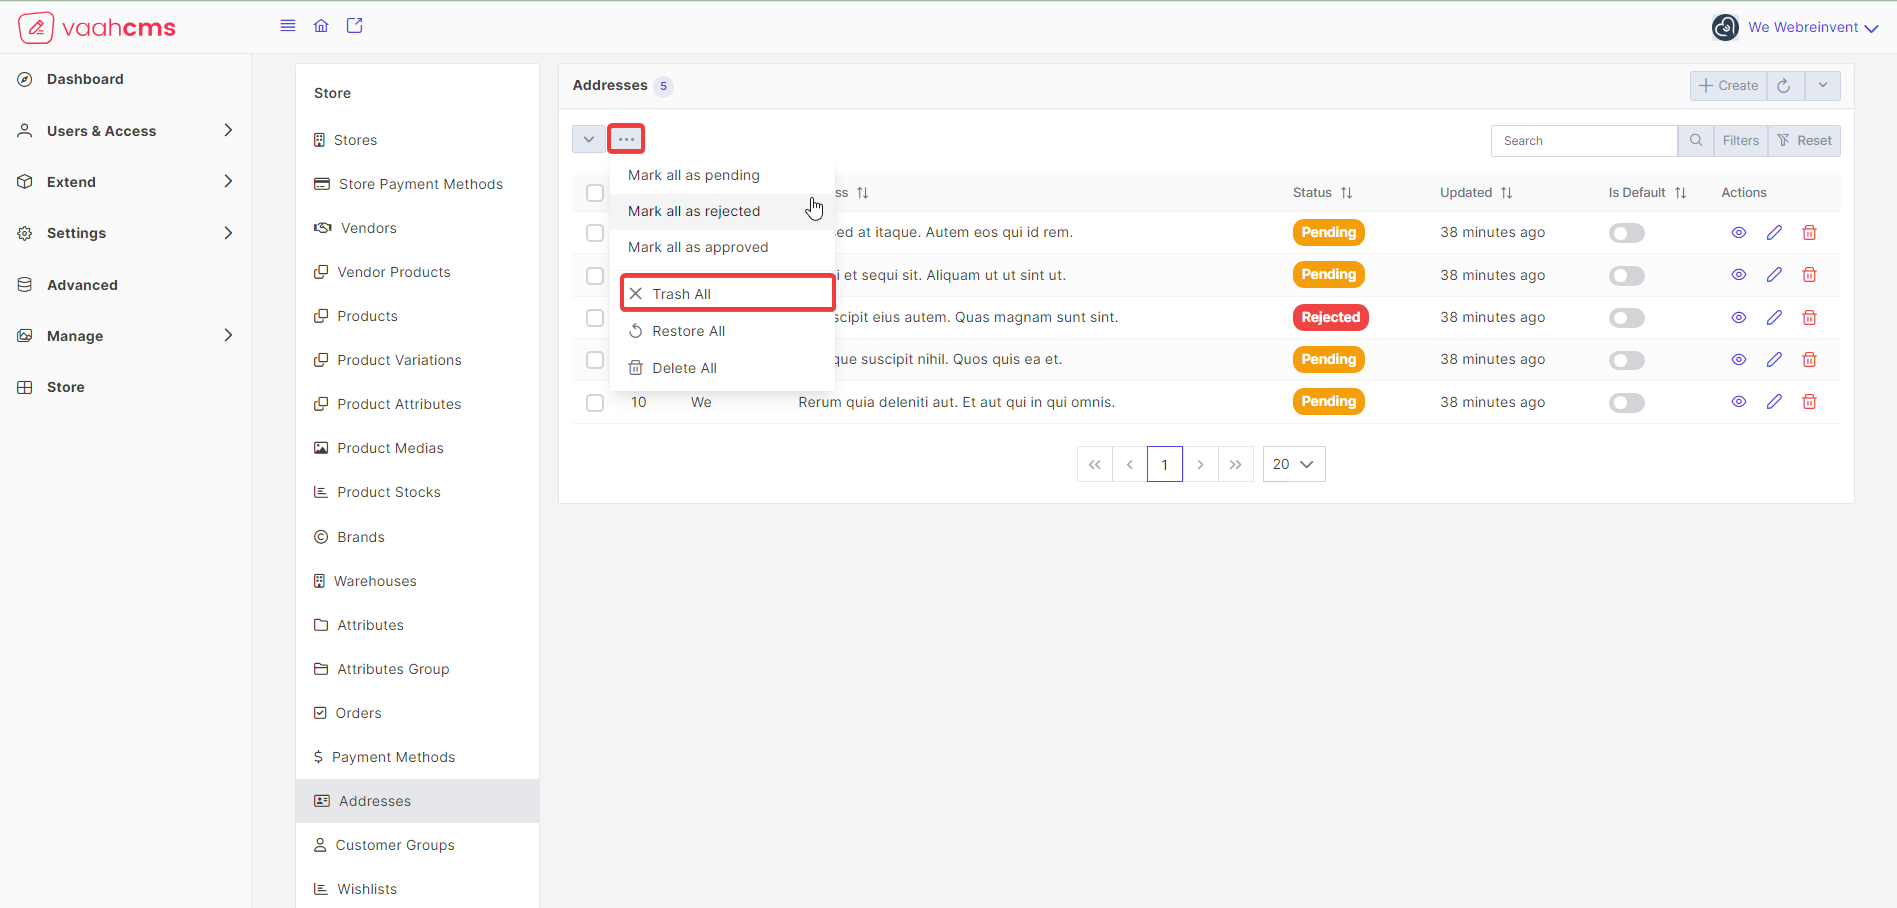 vaahcms
We Webreinvent
Dashboard
Users & Access
Extend
Settings
Advanced
Manage
Store
Store
Stores
Store Payment Methods
Vendors
Vendor Products
Products
Product Variations
Product Attributes
Product Medias
Product Stocks
Brands
Warehouses
Attributes
Attributes Group
Orders
Payment Methods
Addresses
Customer Groups
Wishlists
Addresses 5
Create
Search Filters Reset
Mark all as pending
Mark all as rejected
Mark all as approved
Trash All
Restore All
Delete All
Status Updated Is Default Actions
at itaque. Autem eos qui id rem. Pending 38 minutes ago
et sequi sit. Aliquam ut ut sint ut. Pending 38 minutes ago
eius autem. Quas magnam sunt sint. Rejected 38 minutes ago
suscipit nihil. Quos quis ea et. Pending 38 minutes ago
10 We Rerum quia deleniti aut. Et aut qui in qui omnis. Pending 38 minutes ago
1 20